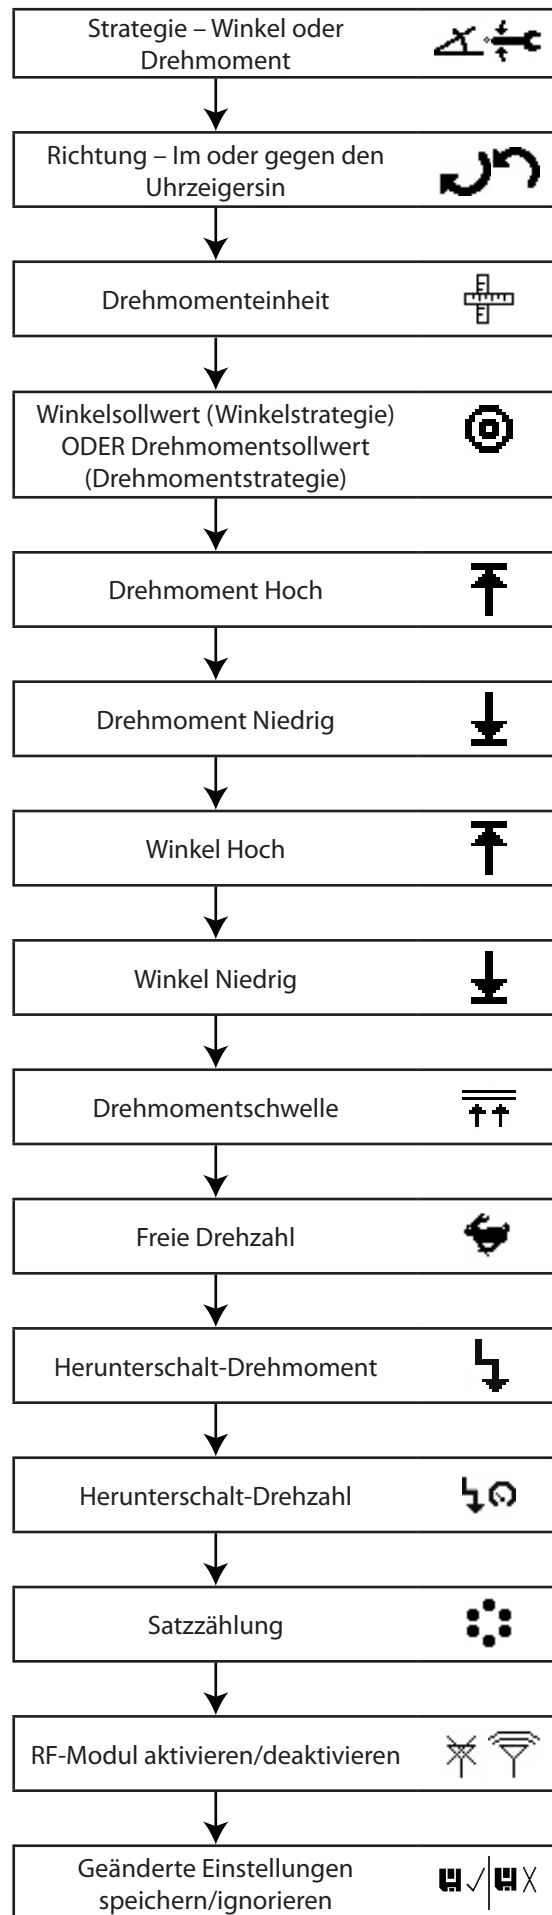 Strategie – Winkel oder
Drehmoment
Richtung – Im oder gegen den
Uhrzeigersin
Drehmomenteinheit
Winkelsollwert (Winkelstrategie)
ODER Drehmomentsollwert
(Drehmomentstrategie)
Drehmoment Hoch
Drehmoment Niedrig
Winkel Hoch
Winkel Niedrig
Drehmomentschwelle
Freie Drehzahl
Herunterschalt-Drehmoment
Herunterschalt-Drehzahl
Satzzählung
RF-Modul aktivieren/deaktivieren
Geänderte Einstellungen
speichern/ignorieren